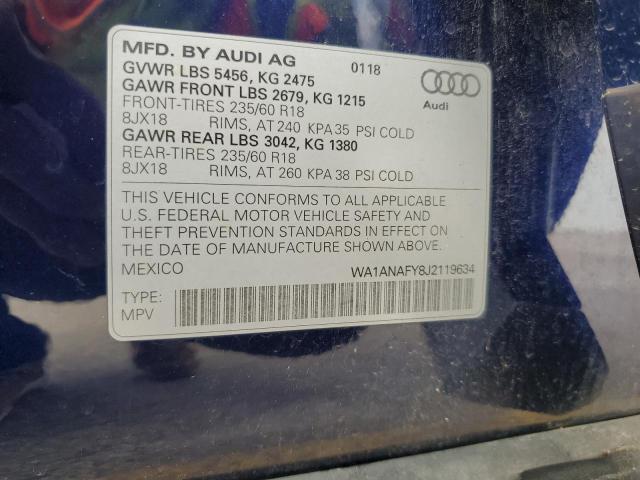 MFD. BY AUDI AG 0118
GVWR LBS 5456, KG 2475
GAWR FRONT LBS 2679, KG 1215
FRONT-TIRES 235/60 R18
8JX18 RIMS, AT 240 KPA 35 PSI COLD
GAWR REAR LBS 3042, KG 1380
REAR-TIRES 235/60 R18
8JX18 RIMS, AT 260 KPA 38 PSI COLD
Audi
THIS VEHICLE CONFORMS TO ALL APPLICABLE
U.S. FEDERAL MOTOR VEHICLE SAFETY AND
THEFT PREVENTION STANDARDS IN EFFECT ON
THE DATE OF MANUFACTURE SHOWN ABOVE.
MEXICO WA1ANAFY8J2119634
TYPE:
MPV